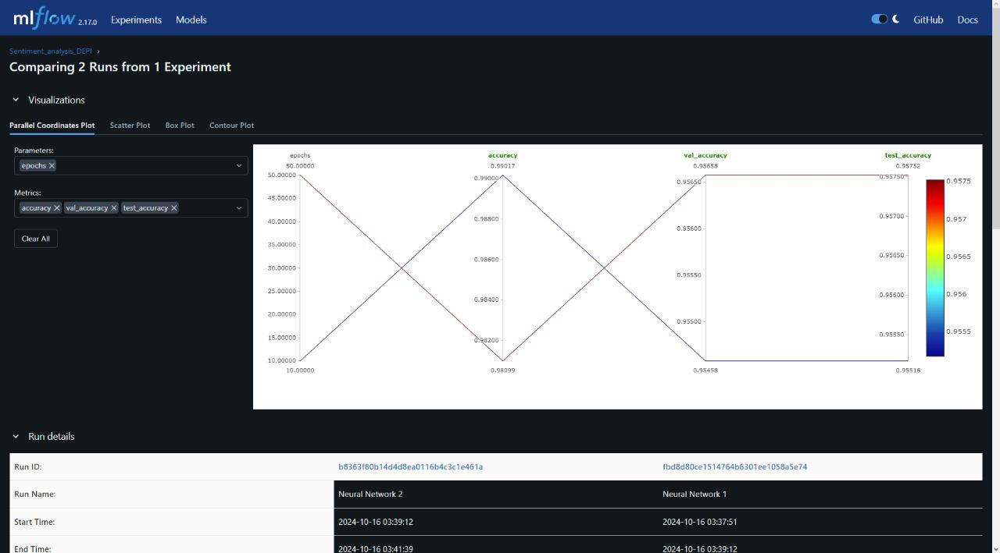 mlflow 2.17.0 Experiments Models GitHub Docs
Sentiment_analysis_DEPI ›
Comparing 2 Runs from 1 Experiment
Visualizations
Parallel Coordinates Plot Scatter Plot Box Plot Contour Plot
Parameters:
epochs
Metrics:
accuracy val_accuracy test_accuracy
Clear All
epochs accuracy val_accuracy test_accuracy
50.00000 0.99017 0.95658 0.95752
50.00000
45.00000
40.00000
35.00000
30.00000
25.00000
20.00000
15.00000
10.00000
10.00000
0.99000
0.98800
0.98600
0.98400
0.98200
0.98099
0.95650
0.95600
0.95550
0.95500
0.95458
0.95750
0.95700
0.95650
0.95600
0.95550
0.95516
0.9575
0.957
0.9565
0.956
0.9555
Run details
Run ID: b8363f80b14d4d8ea0116b4c3c1e461a fbd8d80ce1514764b6301ee1058a5e74
Run Name: Neural Network 2 Neural Network 1
Start Time: 2024-10-16 03:39:12 2024-10-16 03:37:51
End Time: 2024-10-16 03:41:39 2024-10-16 03:39:12